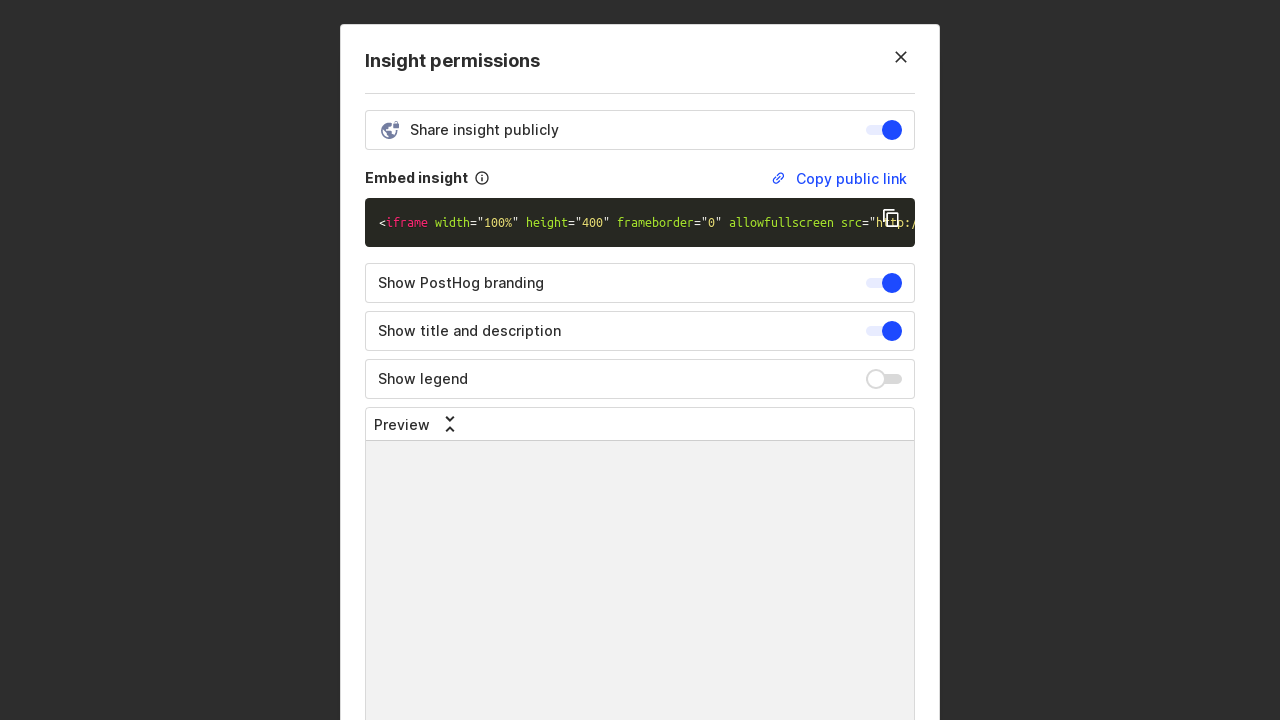 Insight permissions
Share insight publicly
Embed insight
Copy public link
<iframe width="100%" height="400" frameborder="0" allowfullscreen src="http:/
Show PostHog branding
Show title and description
Show legend
Preview